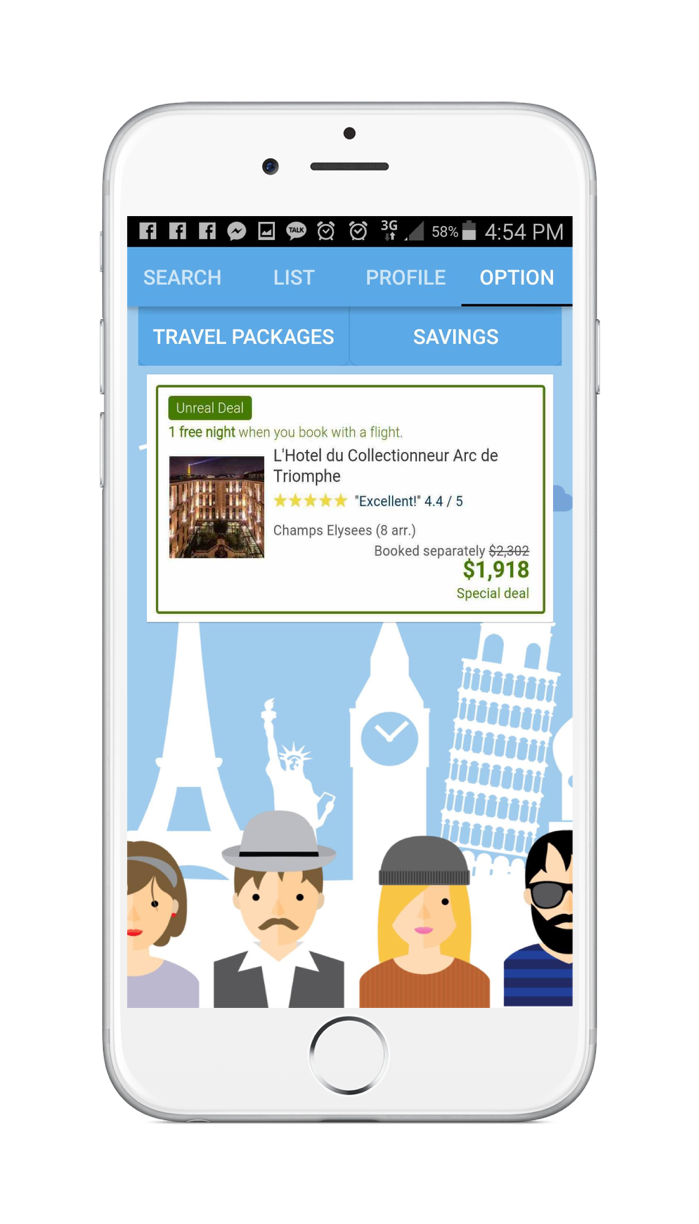 TALK
3G
58%
4:54 PM
SEARCH
LIST
PROFILE
OPTION
TRAVEL PACKAGES
SAVINGS
Unreal Deal
1 free night when you book with a flight.
L'Hotel du Collectionneur Arc de
Triomphe
"Excellent!" 4.4 / 5
Champs Elysees (8 arr.)
Booked separately $2,302
$1,918
Special deal